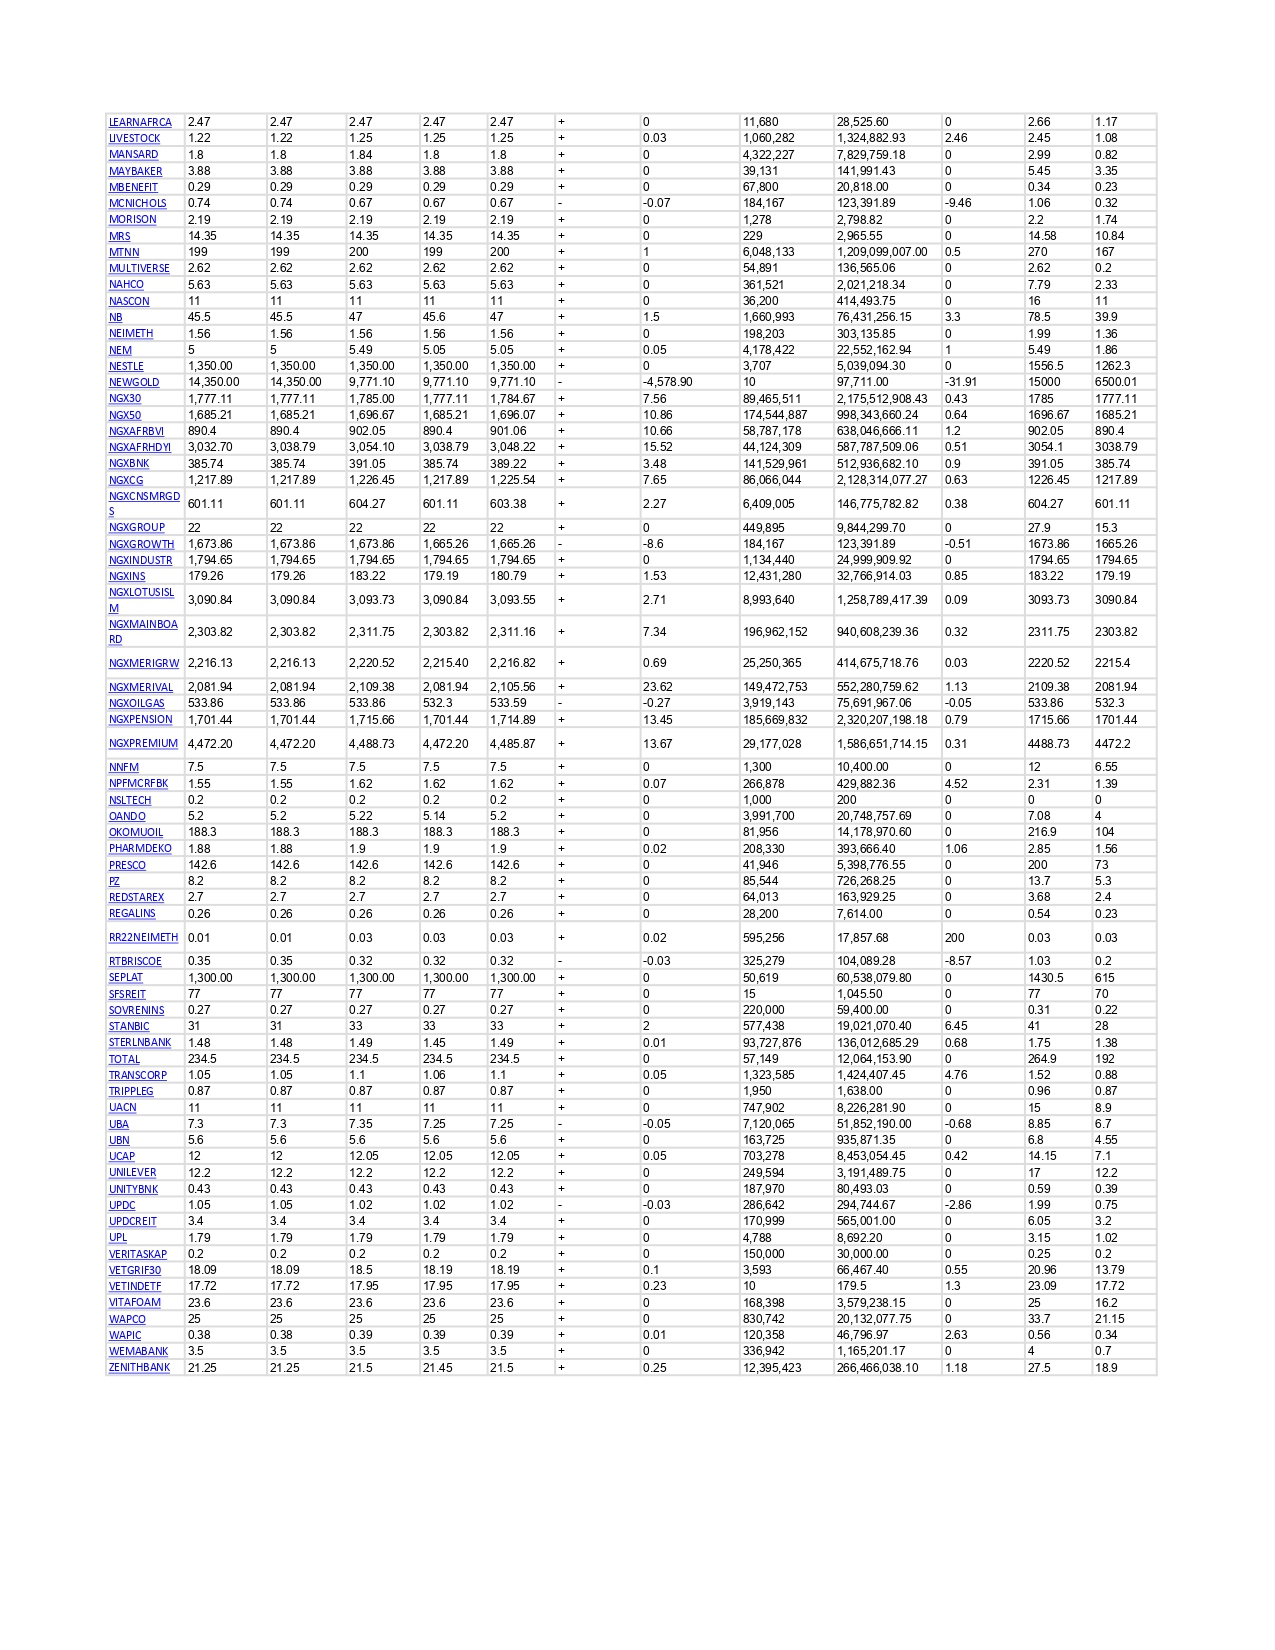 LEARNAFRCA 2.47 2.47 2.47 2.47 2.47 + 0 11,680 28,525.60 0 2.66 1.17
LIVESTOCK 1.22 1.22 1.25 1.25 1.25 + 0.03 1,060,282 1,324,882.93 2.46 2.45 1.08
MANSARD 1.8 1.8 1.84 1.8 1.8 + 0 4,322,227 7,829,759.18 0 2.99 0.82
MAYBAKER 3.88 3.88 3.88 3.88 3.88 + 0 39,131 141,991.43 0 5.45 3.35
MBENEFIT 0.29 0.29 0.29 0.29 0.29 + 0 67,800 20,818.00 0 0.34 0.23
MCNICHOLS 0.74 0.74 0.67 0.67 0.67 - -0.07 184,167 123,391.89 -9.46 1.06 0.32
MORISON 2.19 2.19 2.19 2.19 2.19 + 0 1,278 2,798.82 0 2.2 1.74
MRS 14.35 14.35 14.35 14.35 14.35 + 0 229 2,965.55 0 14.58 10.84
MTNN 199 199 200 199 200 + 1 6,048,133 1,209,099,007.00 0.5 270 167
MULTIVERSE 2.62 2.62 2.62 2.62 2.62 + 0 54,891 136,565.06 0 2.62 0.2
NAHCO 5.63 5.63 5.63 5.63 5.63 + 0 361,521 2,021,218.34 0 7.79 2.33
NASCON 11 11 11 11 11 + 0 36,200 414,493.75 0 16 11
NB 45.5 45.5 47 45.6 47 + 1.5 1,660,993 76,431,256.15 3.3 78.5 39.9
NEIMETH 1.56 1.56 1.56 1.56 1.56 + 0 198,203 303,135.85 0 1.99 1.36
NEM 5 5 5.49 5.05 5.05 + 0.05 4,178,422 22,552,162.94 1 5.49 1.86
NESTLE 1,350.00 1,350.00 1,350.00 1,350.00 1,350.00 + 0 3,707 5,039,094.30 0 1556.5 1262.3
NEWGOLD 14,350.00 14,350.00 9,771.10 9,771.10 9,771.10 - -4,578.90 10 97,711.00 -31.91 15000 6500.01
NGX30 1,777.11 1,777.11 1,785.00 1,777.11 1,784.67 + 7.56 89,465,511 2,175,512,908.43 0.43 1785 1777.11
NGX50 1,685.21 1,685.21 1,696.67 1,685.21 1,696.07 + 10.86 174,544,887 998,343,660.24 0.64 1696.67 1685.21
NGXAFRBVI 890.4 890.4 902.05 890.4 901.06 + 10.66 58,787,178 638,046,666.11 1.2 902.05 890.4
NGXAFRHDYI 3,032.70 3,038.79 3,054.10 3,038.79 3,048.22 + 15.52 44,124,309 587,787,509.06 0.51 3054.1 3038.79
NGXBNK 385.74 385.74 391.05 385.74 389.22 + 3.48 141,529,961 512,936,682.10 0.9 391.05 385.74
NGXCG 1,217.89 1,217.89 1,226.45 1,217.89 1,225.54 + 7.65 86,066,044 2,128,314,077.27 0.63 1226.45 1217.89
NGXCNSMRGD
S 601.11 601.11 604.27 601.11 603.38 + 2.27 6,409,005 146,775,782.82 0.38 604.27 601.11
NGXGROUP 22 22 22 22 22 + 0 449,895 9,844,299.70 0 27.9 15.3
NGXGROWTH 1,673.86 1,673.86 1,673.86 1,665.26 1,665.26 - -8.6 184,167 123,391.89 -0.51 1673.86 1665.26
NGXINDUSTR 1,794.65 1,794.65 1,794.65 1,794.65 1,794.65 + 0 1,134,440 24,999,909.92 0 1794.65 1794.65
NGXINS 179.26 179.26 183.22 179.19 180.79 + 1.53 12,431,280 32,766,914.03 0.85 183.22 179.19
NGXLOTUSISL
M 3,090.84 3,090.84 3,093.73 3,090.84 3,093.55 + 2.71 8,993,640 1,258,789,417.39 0.09 3093.73 3090.84
NGXMAINBOA
RD 2,303.82 2,303.82 2,311.75 2,303.82 2,311.16 + 7.34 196,962,152 940,608,239.36 0.32 2311.75 2303.82
NGXMERIGRW 2,216.13 2,216.13 2,220.52 2,215.40 2,216.82 + 0.69 25,250,365 414,675,718.76 0.03 2220.52 2215.4
NGXMERIVAL 2,081.94 2,081.94 2,109.38 2,081.94 2,105.56 + 23.62 149,472,753 552,280,759.62 1.13 2109.38 2081.94
NGXOILGAS 533.86 533.86 533.86 532.3 533.59 - -0.27 3,919,143 75,691,967.06 -0.05 533.86 532.3
NGXPENSION 1,701.44 1,701.44 1,715.66 1,701.44 1,714.89 + 13.45 185,669,832 2,320,207,198.18 0.79 1715.66 1701.44
NGXPREMIUM 4,472.20 4,472.20 4,488.73 4,472.20 4,485.87 + 13.67 29,177,028 1,586,651,714.15 0.31 4488.73 4472.2
NNFM 7.5 7.5 7.5 7.5 7.5 + 0 1,300 10,400.00 0 12 6.55
NPFMCRFBK 1.55 1.55 1.62 1.62 1.62 + 0.07 266,878 429,882.36 4.52 2.31 1.39
NSLTECH 0.2 0.2 0.2 0.2 0.2 + 0 1,000 200 0 0 0
OANDO 5.2 5.2 5.22 5.14 5.2 + 0 3,991,700 20,748,757.69 0 7.08 4
OKOMUOIL 188.3 188.3 188.3 188.3 188.3 + 0 81,956 14,178,970.60 0 216.9 104
PHARMDEKO 1.88 1.88 1.9 1.9 1.9 + 0.02 208,330 393,666.40 1.06 2.85 1.56
PRESCO 142.6 142.6 142.6 142.6 142.6 + 0 41,946 5,398,776.55 0 200 73
PZ 8.2 8.2 8.2 8.2 8.2 + 0 85,544 726,268.25 0 13.7 5.3
REDSTAREX 2.7 2.7 2.7 2.7 2.7 + 0 64,013 163,929.25 0 3.68 2.4
REGALINS 0.26 0.26 0.26 0.26 0.26 + 0 28,200 7,614.00 0 0.54 0.23
RR22NEIMETH 0.01 0.01 0.03 0.03 0.03 + 0.02 595,256 17,857.68 200 0.03 0.03
RTBRISCOE 0.35 0.35 0.32 0.32 0.32 - -0.03 325,279 104,089.28 -8.57 1.03 0.2
SEPLAT 1,300.00 1,300.00 1,300.00 1,300.00 1,300.00 + 0 50,619 60,538,079.80 0 1430.5 615
SFSREIT 77 77 77 77 77 + 0 15 1,045.50 0 77 70
SOVRENINS 0.27 0.27 0.27 0.27 0.27 + 0 220,000 59,400.00 0 0.31 0.22
STANBIC 31 31 33 33 33 + 2 577,438 19,021,070.40 6.45 41 28
STERLNBANK 1.48 1.48 1.49 1.45 1.49 + 0.01 93,727,876 136,012,685.29 0.68 1.75 1.38
TOTAL 234.5 234.5 234.5 234.5 234.5 + 0 57,149 12,064,153.90 0 264.9 192
TRANSCORP 1.05 1.05 1.1 1.06 1.1 + 0.05 1,323,585 1,424,407.45 4.76 1.52 0.88
TRIPPLEG 0.87 0.87 0.87 0.87 0.87 + 0 1,950 1,638.00 0 0.96 0.87
UACN 11 11 11 11 11 + 0 747,902 8,226,281.90 0 15 8.9
UBA 7.3 7.3 7.35 7.25 7.25 - -0.05 7,120,065 51,852,190.00 -0.68 8.85 6.7
UBN 5.6 5.6 5.6 5.6 5.6 + 0 163,725 935,871.35 0 6.8 4.55
UCAP 12 12 12.05 12.05 12.05 + 0.05 703,278 8,453,054.45 0.42 14.15 7.1
UNILEVER 12.2 12.2 12.2 12.2 12.2 + 0 249,594 3,191,489.75 0 17 12.2
UNITYBNK 0.43 0.43 0.43 0.43 0.43 + 0 187,970 80,493.03 0 0.59 0.39
UPDC 1.05 1.05 1.02 1.02 1.02 - -0.03 286,642 294,744.67 -2.86 1.99 0.75
UPDCREIT 3.4 3.4 3.4 3.4 3.4 + 0 170,999 565,001.00 0 6.05 3.2
UPL 1.79 1.79 1.79 1.79 1.79 + 0 4,788 8,692.20 0 3.15 1.02
VERITASKAP 0.2 0.2 0.2 0.2 0.2 + 0 150,000 30,000.00 0 0.25 0.2
VETGRIF30 18.09 18.09 18.5 18.19 18.19 + 0.1 3,593 66,467.40 0.55 20.96 13.79
VETINDETF 17.72 17.72 17.95 17.95 17.95 + 0.23 10 179.5 1.3 23.09 17.72
VITAFOAM 23.6 23.6 23.6 23.6 23.6 + 0 168,398 3,579,238.15 0 25 16.2
WAPCO 25 25 25 25 25 + 0 830,742 20,132,077.75 0 33.7 21.15
WAPIC 0.38 0.38 0.39 0.39 0.39 + 0.01 120,358 46,796.97 2.63 0.56 0.34
WEMABANK 3.5 3.5 3.5 3.5 3.5 + 0 336,942 1,165,201.17 0 4 0.7
ZENITHBANK 21.25 21.25 21.5 21.45 21.5 + 0.25 12,395,423 266,466,038.10 1.18 27.5 18.9